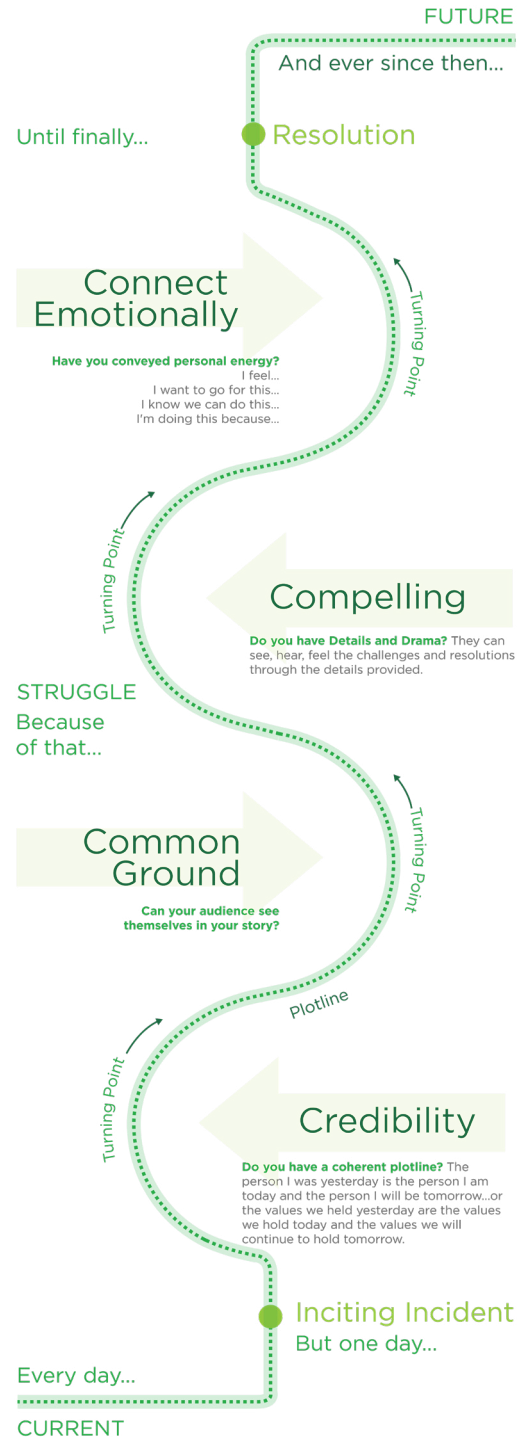 FUTURE
And ever since then...
Until finally...
Resolution
Connect
Emotionally
Turning Point
Have you conveyed personal energy?
I feel...
I want to go for this...
I know we can do this...
I'm doing this because...
Turning Point
Compelling
Do you have Details and Drama? They can
see, hear, feel the challenges and resolutions
through the details provided.
STRUGGLE
Because
of that...
Turning Point
Common
Ground
Can your audience see
themselves in your story?
Plotline
Turning Point
Credibility
Do you have a coherent plotline? The
person I was yesterday is the person I am
today and the person I will be tomorrow...or
the values we held yesterday are the values
we hold today and the values we will
continue to hold tomorrow.
Inciting Incident
But one day...
Every day...
CURRENT